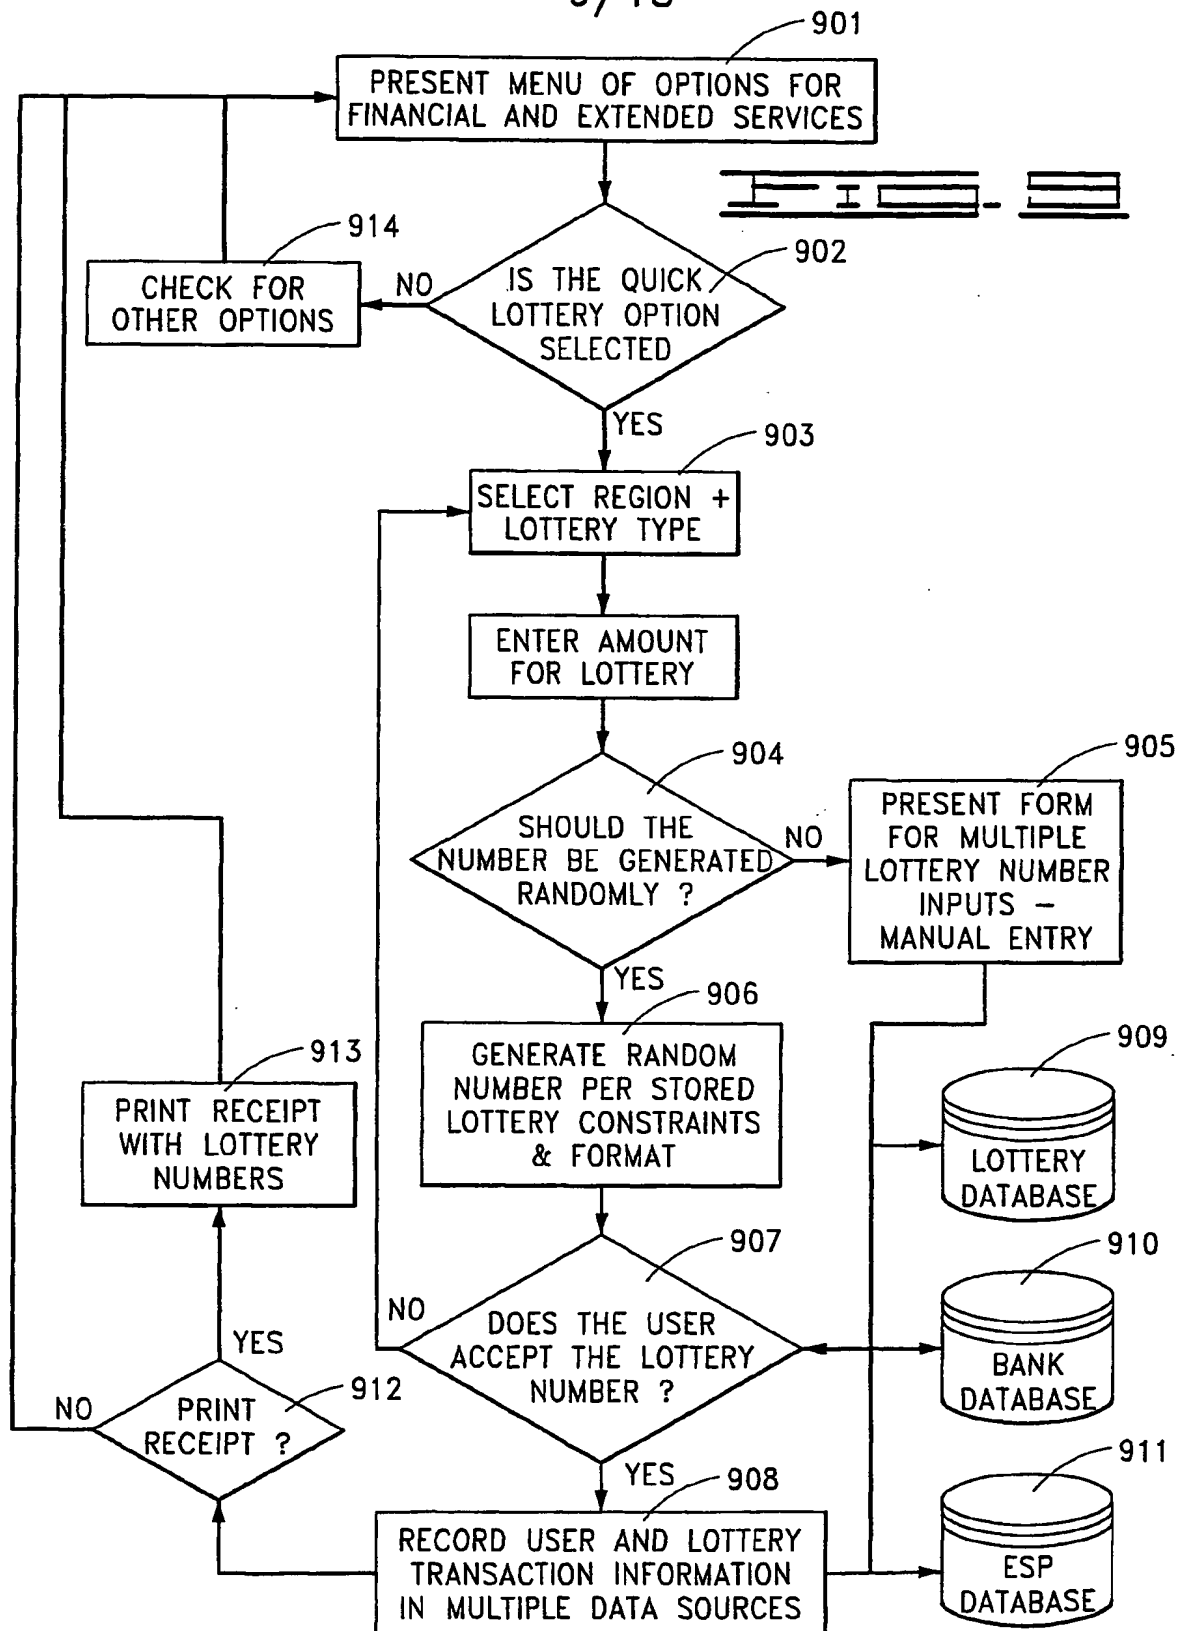 901
PRESENT MENU OF OPTIONS FOR
FINANCIAL AND EXTENDED SERVICES
914
CHECK FOR
OTHER OPTIONS
NO
902
IS THE QUICK
LOTTERY OPTION
SELECTED
YES
903
SELECT REGION +
LOTTERY TYPE
ENTER AMOUNT
FOR LOTTERY
904
SHOULD THE
NUMBER BE GENERATED
RANDOMLY ?
NO
905
PRESENT FORM
FOR MULTIPLE
LOTTERY NUMBER
INPUTS –
MANUAL ENTRY
YES
906
GENERATE RANDOM
NUMBER PER STORED
LOTTERY CONSTRAINTS
& FORMAT
909
LOTTERY
DATABASE
913
PRINT RECEIPT
WITH LOTTERY
NUMBERS
907
NO
DOES THE USER
ACCEPT THE LOTTERY
NUMBER ?
910
BANK
DATABASE
YES
912
NO
PRINT
RECEIPT ?
YES
908
RECORD USER AND LOTTERY
TRANSACTION INFORMATION
IN MULTIPLE DATA SOURCES
911
ESP
DATABASE